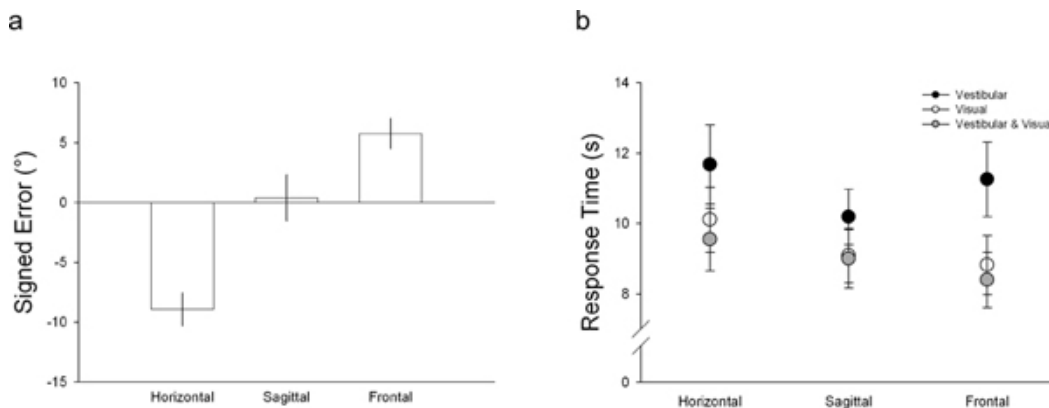 a
Signed Error (°)
10
5
0
-5
-10
-15
Horizontal Sagittal Frontal
b
Response Time (s)
14
12
10
8
0
Vestibular
Visual
Vestibular & Visual
Horizontal Sagittal Frontal